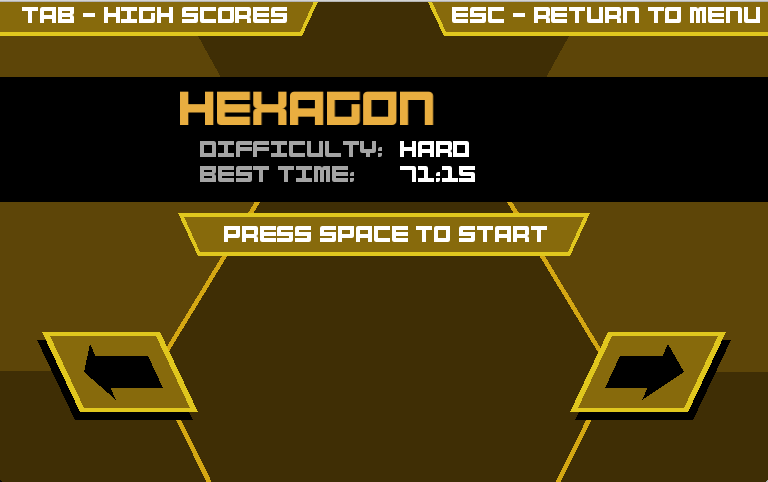 TAB - HIGH SCORES
ESC - RETURN TO MENU
HEXAGON
DIFFICULTY: HARD
BEST TIME: 71:15
PRESS SPACE TO START